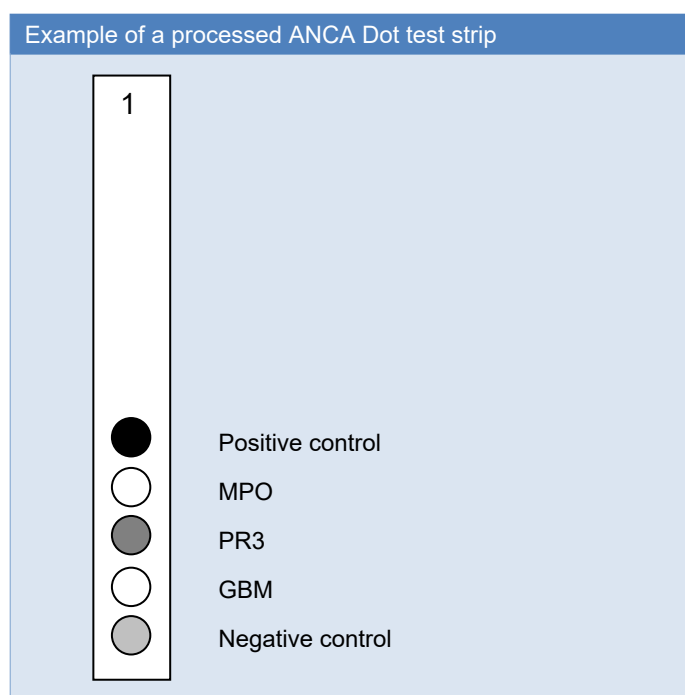 Example of a processed ANCA Dot test strip
1
Positive control
MPO
PR3
GBM
Negative control